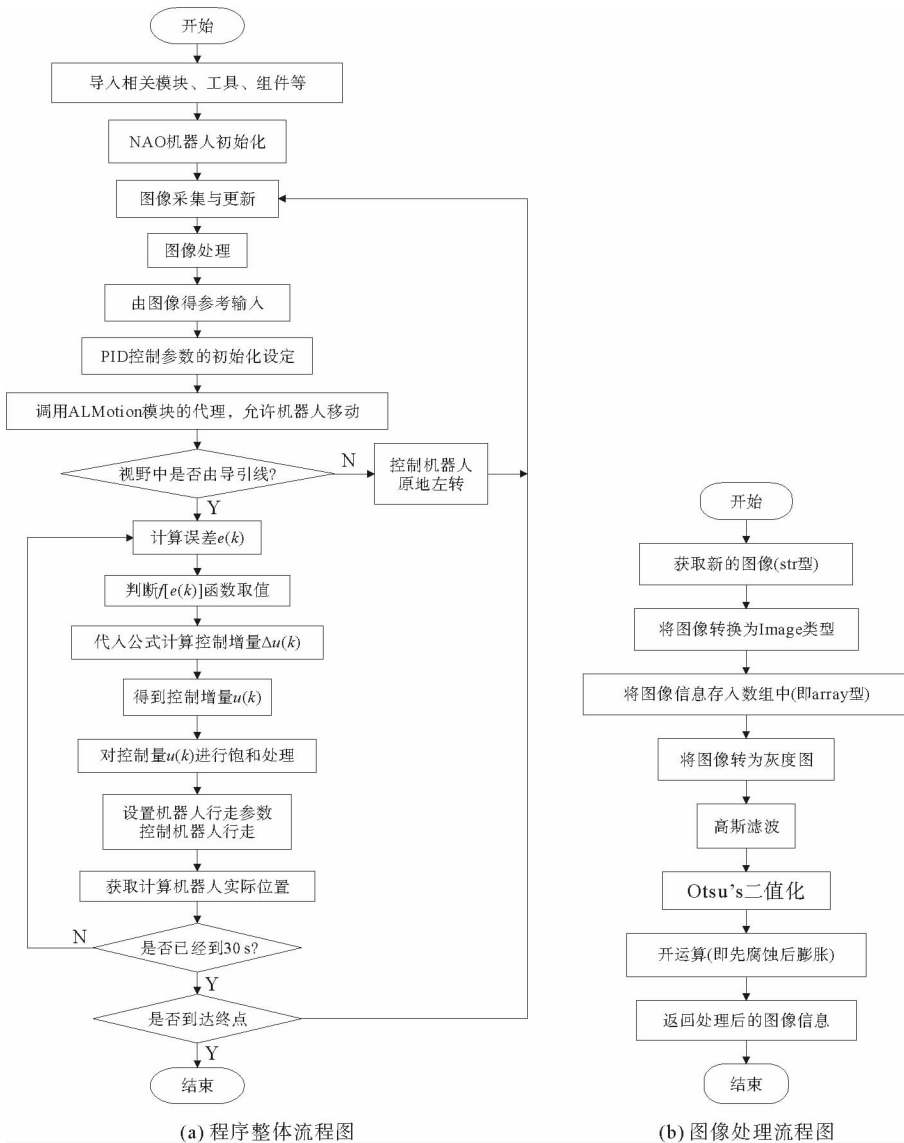 开始
导入相关模块、工具、组件等
NAO机器人初始化
图像采集与更新
图像处理
由图像得参考输入
PID控制参数的初始化设定
调用ALMotion模块的代理，允许机器人移动
视野中是否由导引线?
N
控制机器人
原地左转
Y
计算误差e(k)
判断f[e(k)]函数取值
代入公式计算控制增量Δu(k)
得到控制增量u(k)
对控制量u(k)进行饱和处理
设置机器人行走参数
控制机器人行走
获取计算机器人实际位置
N
是否已经到30 s?
Y
是否到达终点
Y
结束
(a) 程序整体流程图
开始
获取新的图像(str型)
将图像转换为Image类型
将图像信息存入数组中(即array型)
将图像转为灰度图
高斯滤波
Otsu's二值化
开运算(即先腐蚀后膨胀)
返回处理后的图像信息
结束
(b) 图像处理流程图